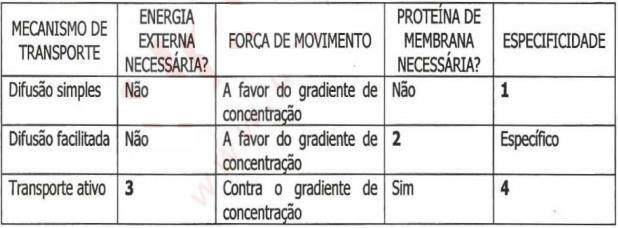 MECANISMO DE TRANSPORTE | ENERGIA EXTERNA NECESSÁRIA? | FORÇA DE MOVIMENTO | PROTEÍNA DE MEMBRANA NECESSÁRIA? | ESPECIFICIDADE
Difusão simples | Não | A favor do gradiente de concentração | Não | 1
Difusão facilitada | Não | A favor do gradiente de concentração | 2 | Específico
Transporte ativo | 3 | Contra o gradiente de concentração | Sim | 4